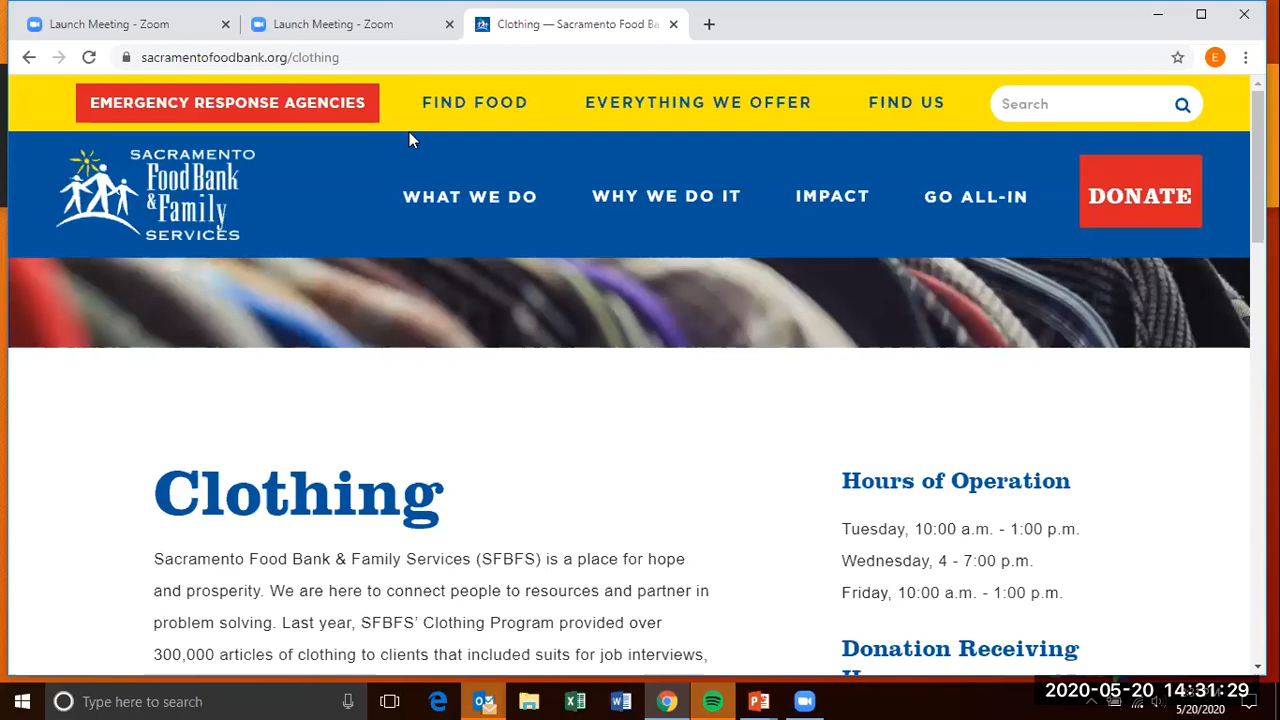 Launch Meeting - Zoom
Launch Meeting - Zoom
Clothing — Sacramento Food Ba
sacramentofoodbank.org/clothing
E
EMERGENCY RESPONSE AGENCIES
FIND FOOD
EVERYTHING WE OFFER
FIND US
Search
SACRAMENTO
Food Bank
& Family
SERVICES
WHAT WE DO
WHY WE DO IT
IMPACT
GO ALL-IN
DONATE
Clothing
Sacramento Food Bank & Family Services (SFBFS) is a place for hope
and prosperity. We are here to connect people to resources and partner in
problem solving. Last year, SFBFS’ Clothing Program provided over
300,000 articles of clothing to clients that included suits for job interviews,
Hours of Operation
Tuesday, 10:00 a.m. - 1:00 p.m.
Wednesday, 4 - 7:00 p.m.
Friday, 10:00 a.m. - 1:00 p.m.
Donation Receiving
Type here to search
2020-05-20 14:31:29
5/20/2020